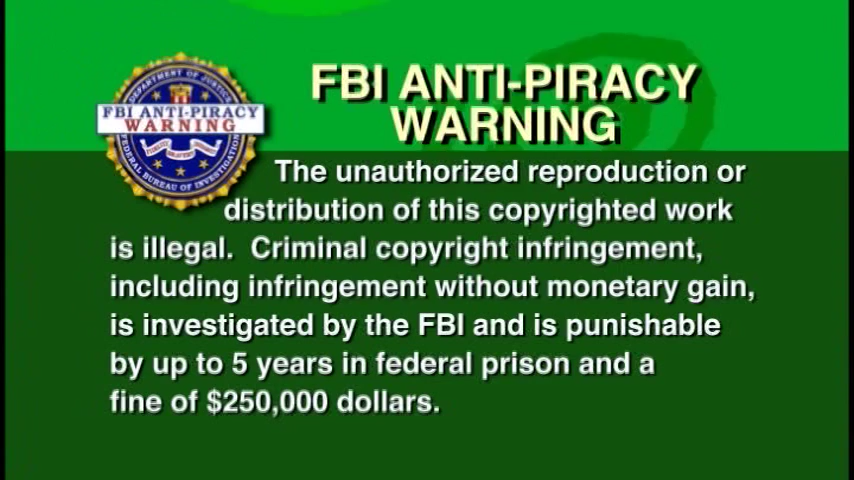 FBI ANTI-PIRACY
WARNING
DEPARTMENT OF JUSTICE
FBI ANTI-PIRACY
WARNING
FEDERAL BUREAU OF INVESTIGATION
The unauthorized reproduction or
distribution of this copyrighted work
is illegal.  Criminal copyright infringement,
including infringement without monetary gain,
is investigated by the FBI and is punishable
by up to 5 years in federal prison and a
fine of $250,000 dollars.